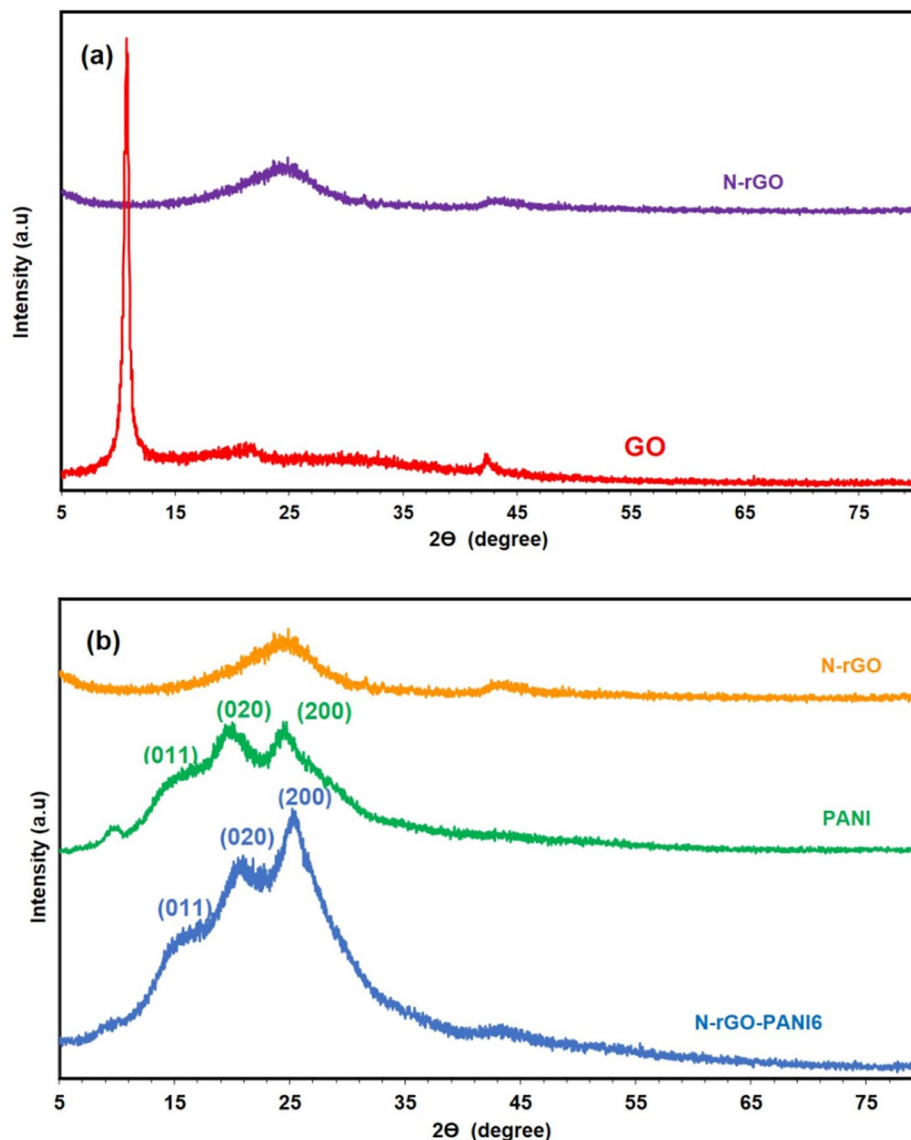 (a)
N-rGO
Intensity (a.u)
GO
5 15 25 35 45 55 65 75
2ϴ (degree)
(b)
N-rGO
(020) (200)
(011)
PANI
(200)
(020)
Intensity (a.u)
(011)
N-rGO-PANI6
5 15 25 35 45 55 65 75
2ϴ (degree)